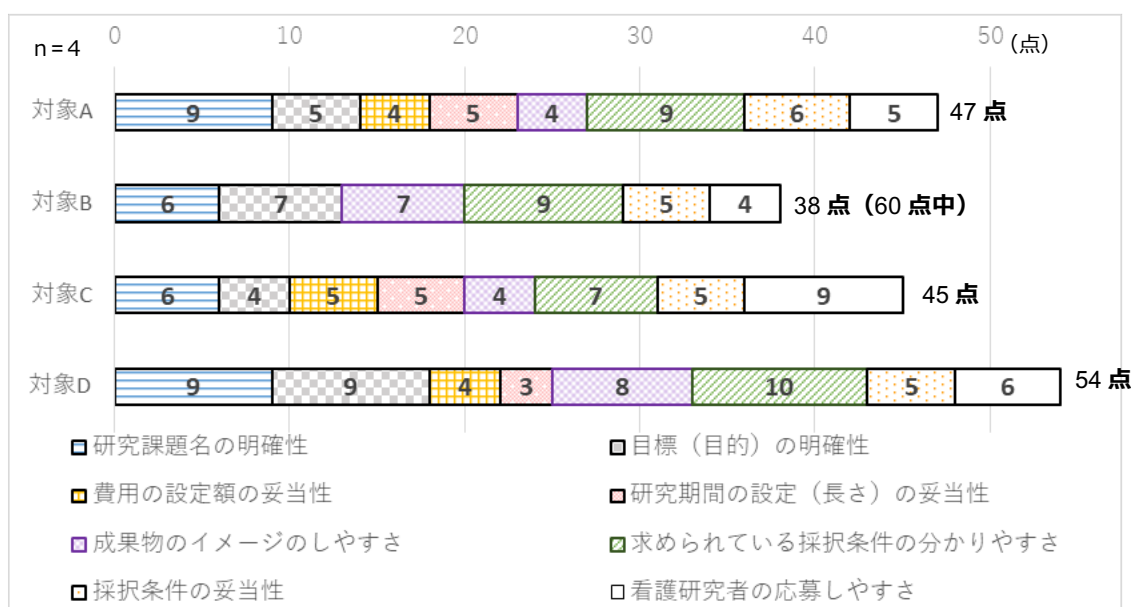 n=4
0 10 20 30 40 50 (点)
対象A 9 5 4 5 4 9 6 5 47 点
対象B 6 7 7 9 5 4 38 点（60 点中）
対象C 6 4 5 5 4 7 5 9 45 点
対象D 9 9 4 3 8 10 5 6 54 点
研究課題名の明確性 目標（目的）の明確性
費用の設定額の妥当性 研究期間の設定（長さ）の妥当性
成果物のイメージのしやすさ 求められている採択条件の分かりやすさ
採択条件の妥当性 看護研究者の応募しやすさ